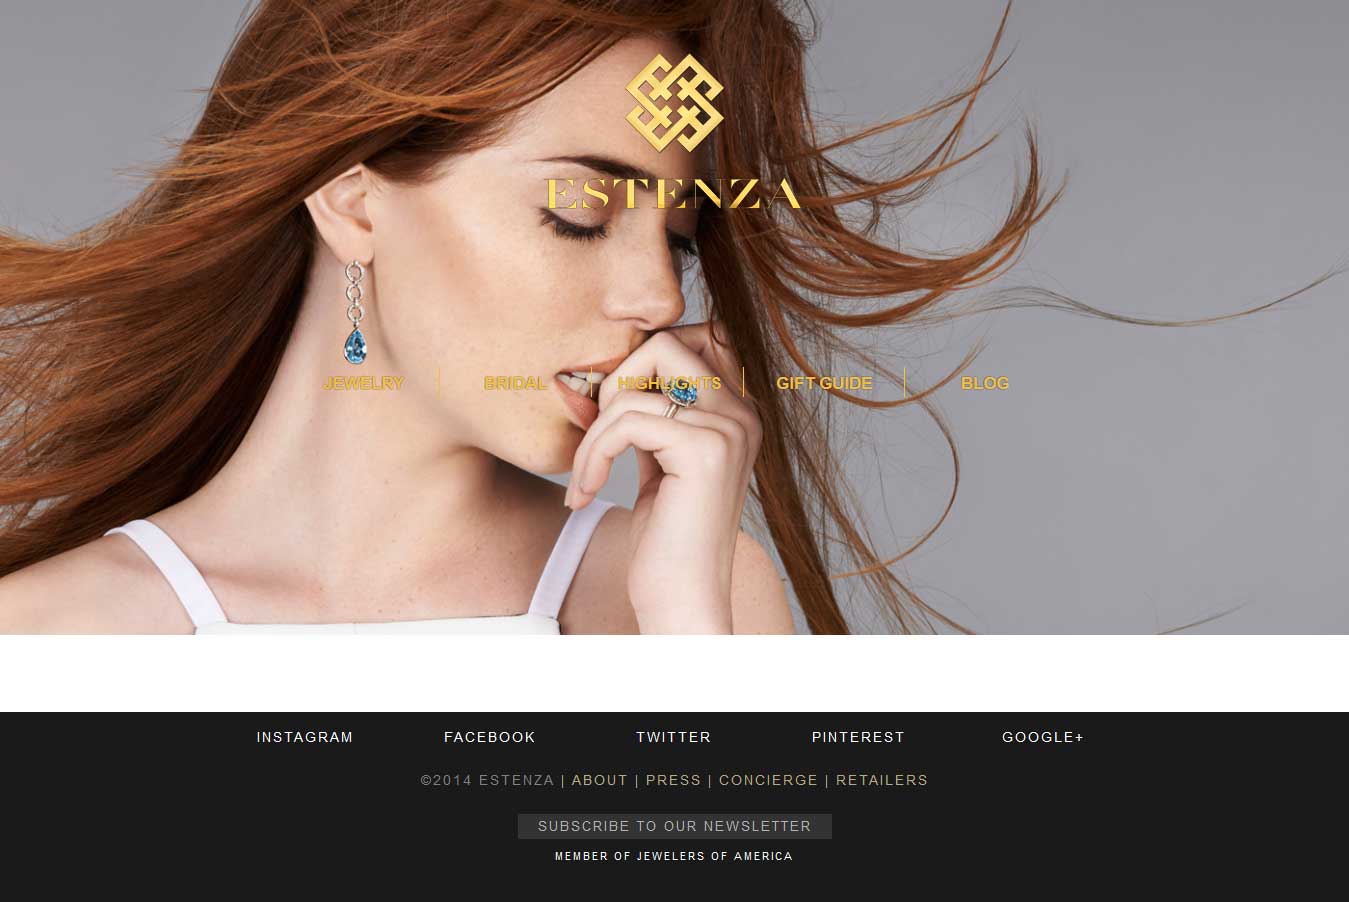 ESTENZA
JEWELRY BRIDAL HIGHLIGHTS GIFT GUIDE BLOG
INSTAGRAM FACEBOOK TWITTER PINTEREST GOOGLE+
©2014 ESTENZA | ABOUT | PRESS | CONCIERGE | RETAILERS
SUBSCRIBE TO OUR NEWSLETTER
MEMBER OF JEWELERS OF AMERICA